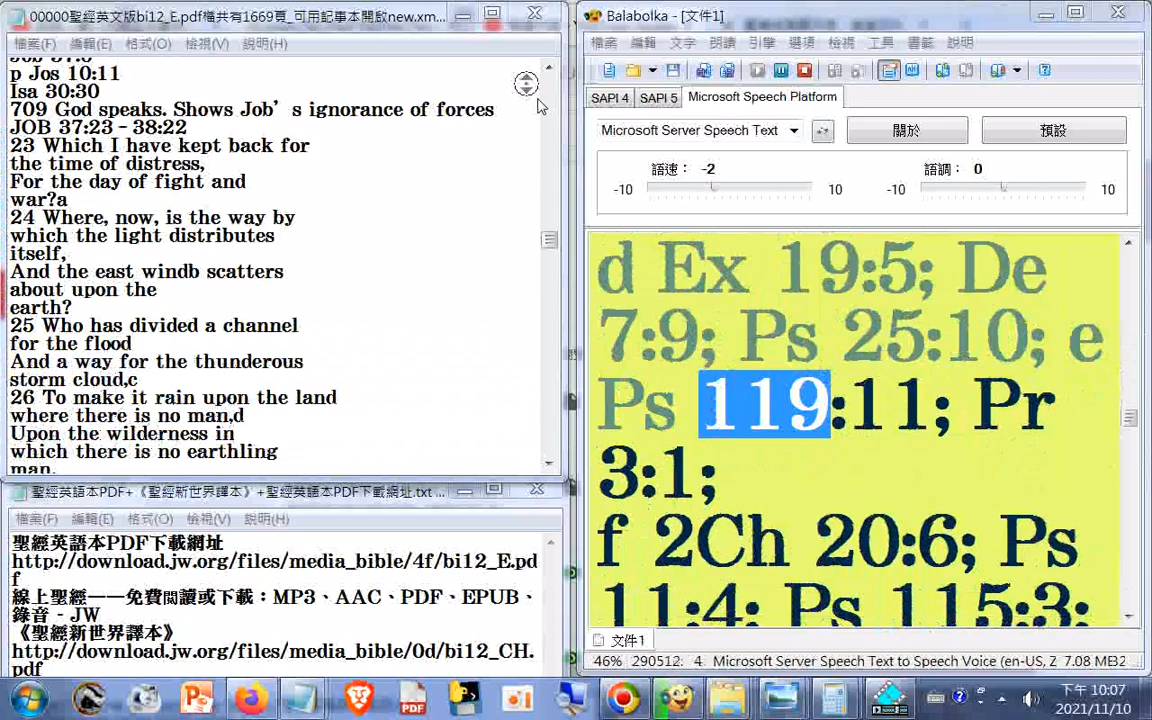 00000聖經英文版bi12_E.pdf檔共有1669頁_可用記事本開啟new.xm...
檔案(F) 編輯(E) 格式(O) 檢視(V) 說明(H)
p Jos 10:11
Isa 30:30
709 God speaks. Shows Job’s ignorance of forces
JOB 37:23–38:22
23 Which I have kept back for
the time of distress,
For the day of fight and
war?a
24 Where, now, is the way by
which the light distributes
itself,
And the east windb scatters
about upon the
earth?
25 Who has divided a channel
for the flood
And a way for the thunderous
storm cloud,c
26 To make it rain upon the land
where there is no man,d
Upon the wilderness in
which there is no earthling
man,
聖經英語本PDF+《聖經新世界譯本》+聖經英語本PDF下載網址.txt ...
檔案(F) 編輯(E) 格式(O) 檢視(V) 說明(H)
聖經英語本PDF下載網址
http://download.jw.org/files/media_bible/4f/bi12_E.pd
f
線上聖經——免費閱讀或下載：MP3、AAC、PDF、EPUB、
錄音 - JW
《聖經新世界譯本》
http://download.jw.org/files/media_bible/0d/bi12_CH.
pdf
Balabolka - [文件1]
檔案 編輯 文字 朗讀 引擎 選項 檢視 工具 書籤 說明
SAPI 4 SAPI 5 Microsoft Speech Platform
Microsoft Server Speech Text 關於 預設
語速： -2 語調： 0
-10 10 -10 10
d Ex 19:5; De
7:9; Ps 25:10; e
Ps 119:11; Pr
3:1;
f 2Ch 20:6; Ps
11:4; Ps 115:3;
文件1
46% 290512: 4 Microsoft Server Speech Text to Speech Voice (en-US, Z 7.08 MB
下午 10:07
2021/11/10